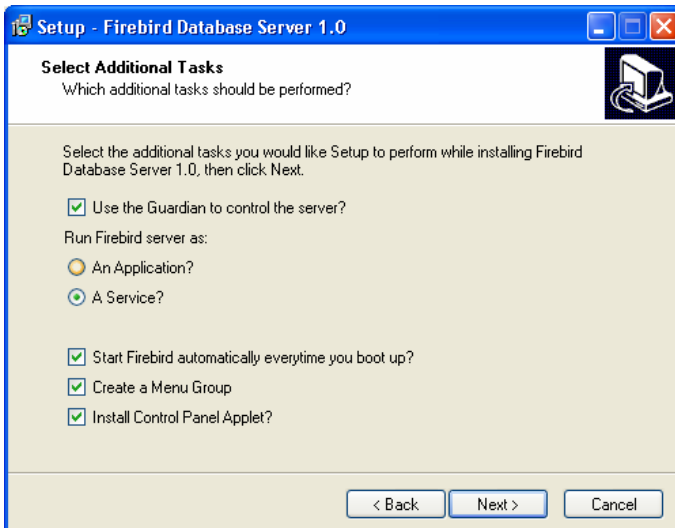 Setup - Firebird Database Server 1.0
Select Additional Tasks
Which additional tasks should be performed?
Select the additional tasks you would like Setup to perform while installing Firebird
Database Server 1.0, then click Next.
Use the Guardian to control the server?
Run Firebird server as:
An Application?
A Service?
Start Firebird automatically everytime you boot up?
Create a Menu Group
Install Control Panel Applet?
< Back
Next >
Cancel